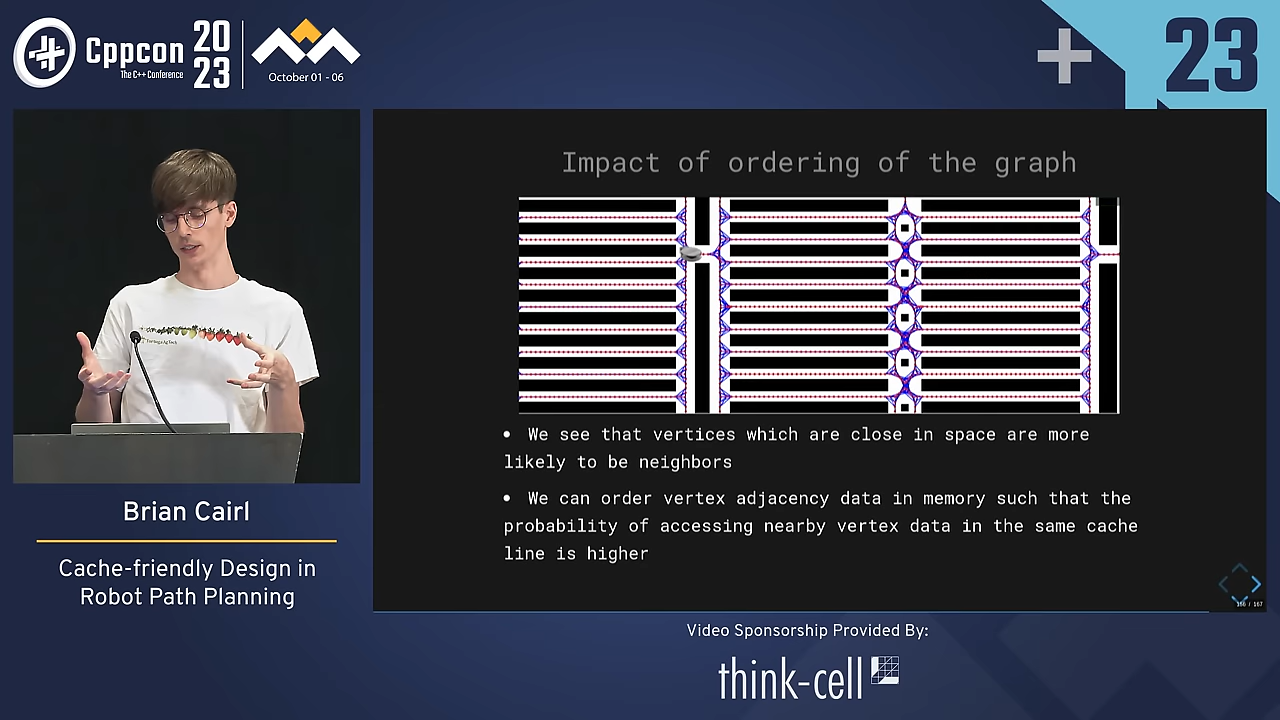 Cppcon
The C++ Conference
20
23
October 01 - 06
23
Impact of ordering of the graph
• We see that vertices which are close in space are more
likely to be neighbors
• We can order vertex adjacency data in memory such that the
probability of accessing nearby vertex data in the same cache
line is higher
Brian Cairl
Cache-friendly Design in
Robot Path Planning
Video Sponsorship Provided By:
think-cell